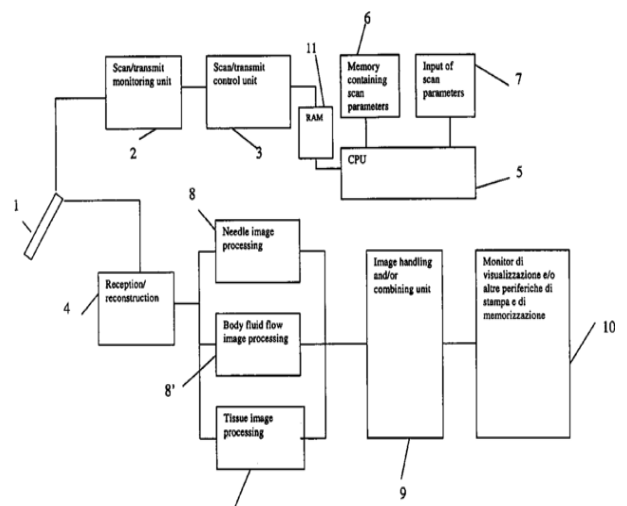 6
11
7
Scan/transmit
monitoring unit
Scan/transmit
control unit
Memory
containing
scan
parameters
Input of
scan
parameters
RAM
2
3
CPU
5
1
8
Needle image
processing
Reception/
reconstruction
4
Body fluid flow
image processing
8'
Tissue image
processing
Image handling
and/or
combining unit
9
Monitor di
visualizzazione e/o
altre periferiche di
stampa e di
memorizzazione
10